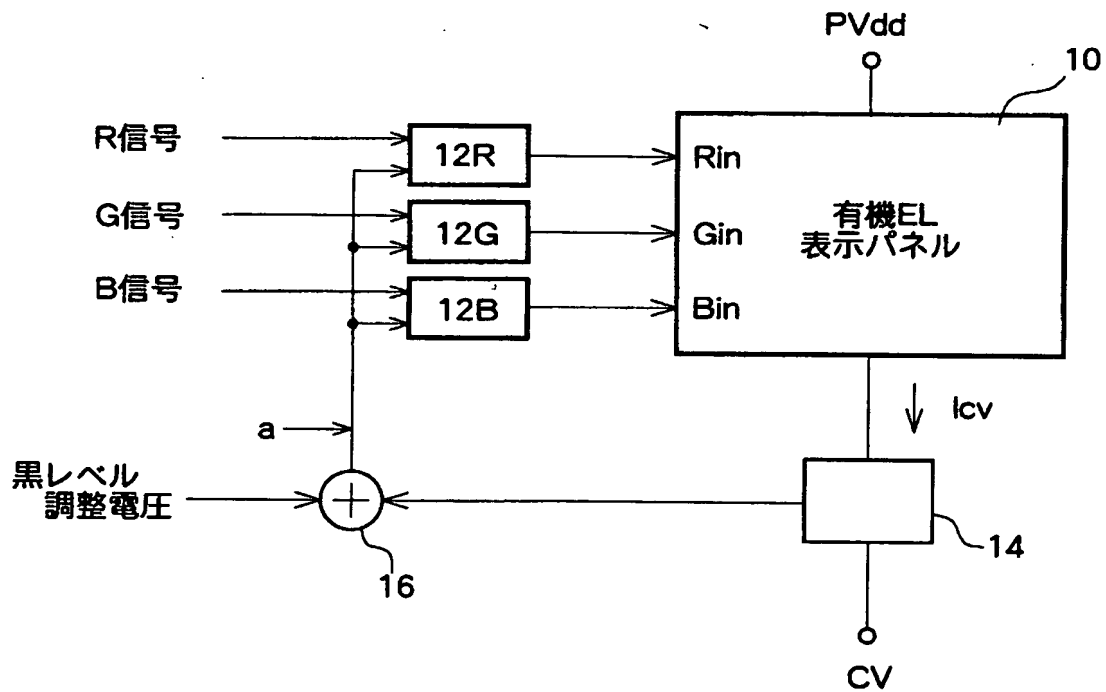 PVdd
10
R信号
12R
Rin
G信号
12G
Gin
有機EL
表示パネル
B信号
12B
Bin
Icv
a
黒レベル
調整電圧
16
14
CV